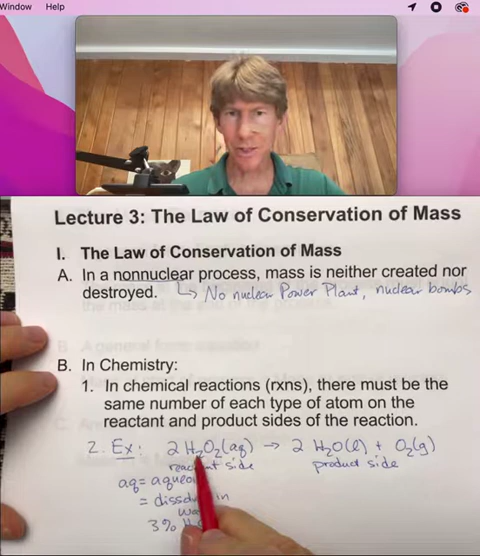 Window Help
Lecture 3: The Law of Conservation of Mass
I. The Law of Conservation of Mass
A. In a nonnuclear process, mass is neither created nor
destroyed. ↳ No nuclear Power Plant, nuclear bombs
B. In Chemistry:
1. In chemical reactions (rxns), there must be the
same number of each type of atom on the
reactant and product sides of the reaction.
2. Ex: 2 H₂O₂(aq) → 2 H₂O(l) + O₂(g)
side product side
aq =
= in
3%